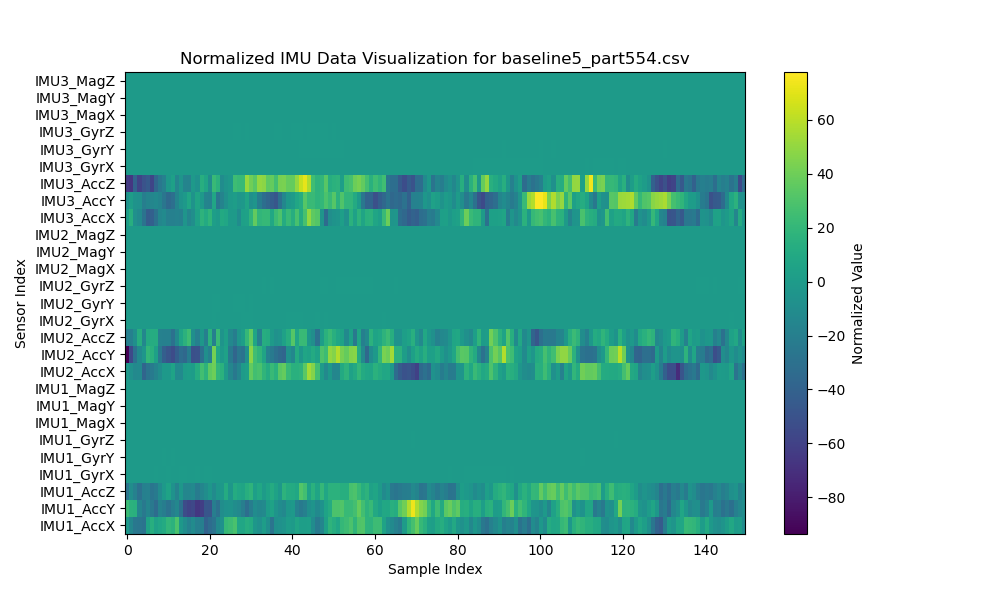 Normalized IMU Data Visualization for baseline5_part554.csv
IMU3_MagZ
IMU3_MagY
IMU3_MagX
IMU3_GyrZ
IMU3_GyrY
IMU3_GyrX
IMU3_AccZ
IMU3_AccY
IMU3_AccX
IMU2_MagZ
IMU2_MagY
IMU2_MagX
IMU2_GyrZ
IMU2_GyrY
IMU2_GyrX
IMU2_AccZ
IMU2_AccY
IMU2_AccX
IMU1_MagZ
IMU1_MagY
IMU1_MagX
IMU1_GyrZ
IMU1_GyrY
IMU1_GyrX
IMU1_AccZ
IMU1_AccY
IMU1_AccX
Sensor Index
0 20 40 60 80 100 120 140
Sample Index
60
40
20
0
−20
−40
−60
−80
Normalized Value